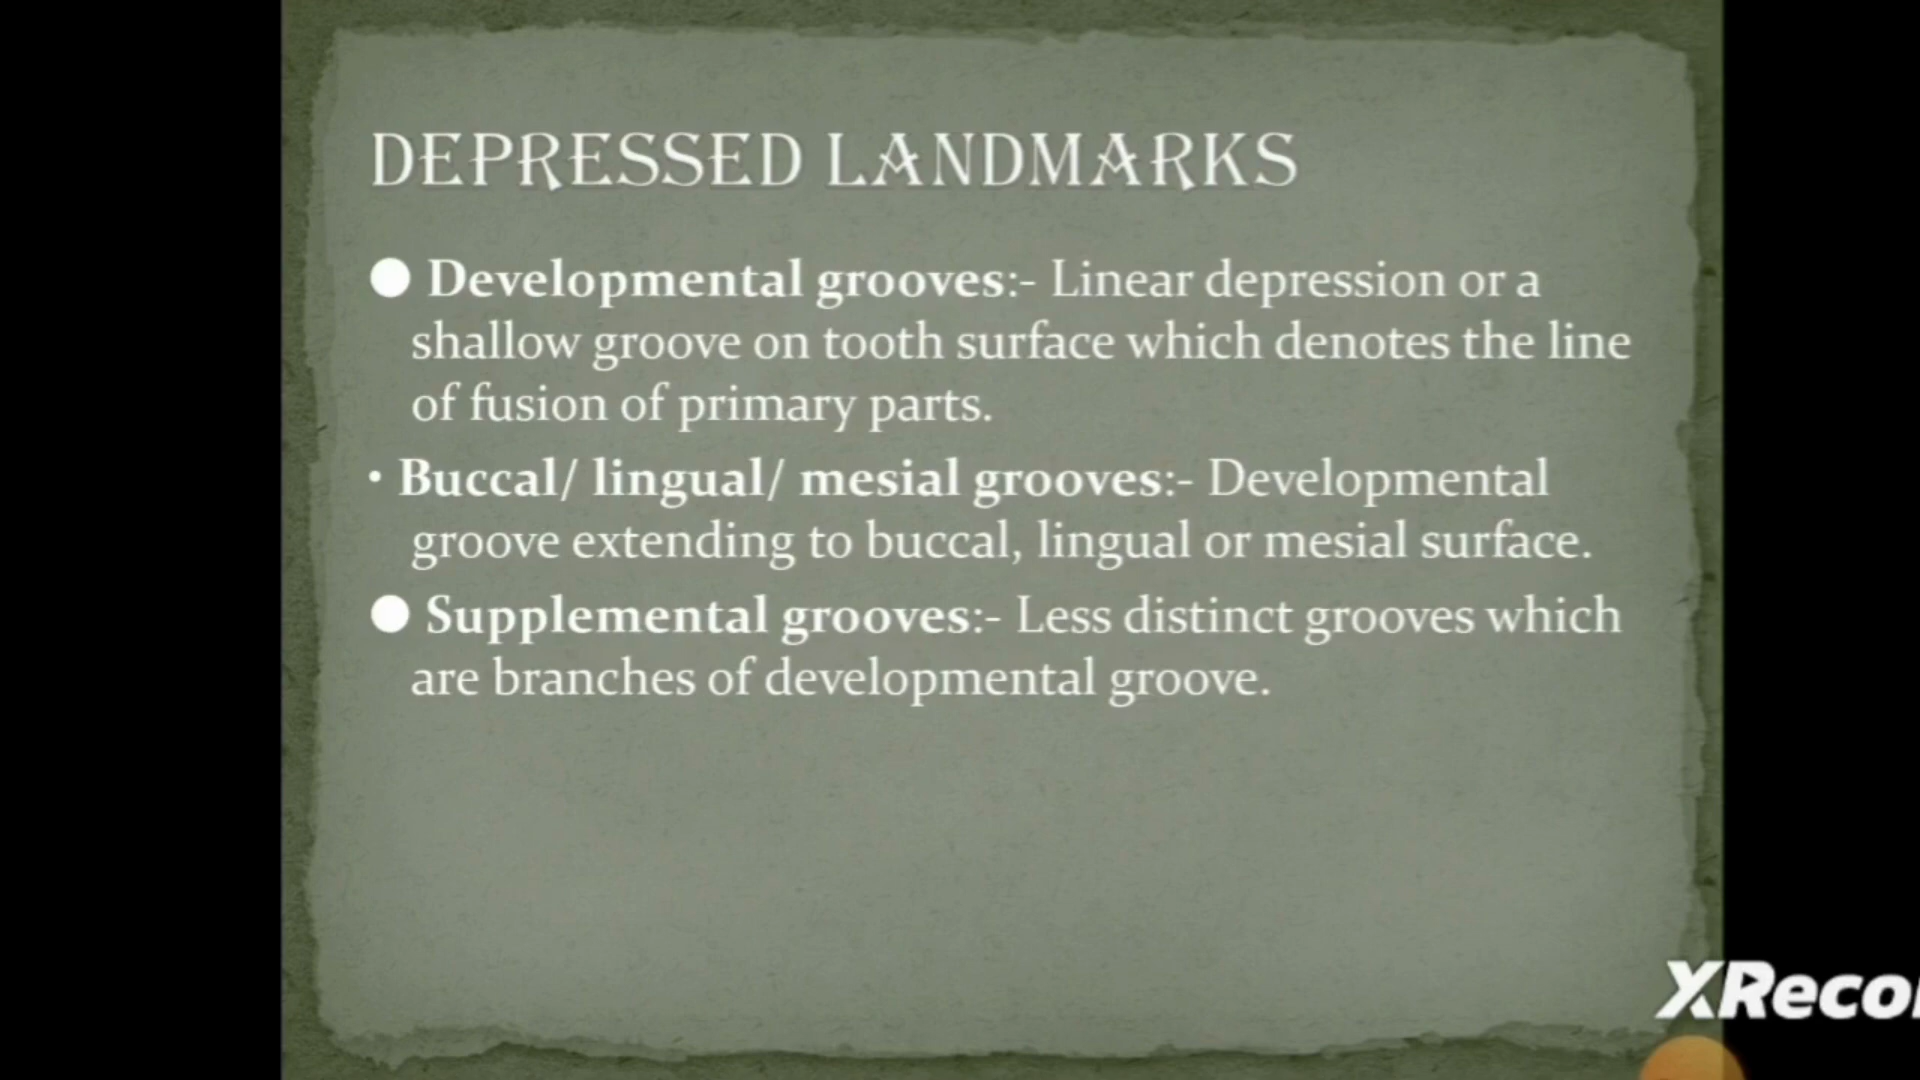 DEPRESSED LANDMARKS
● Developmental grooves:- Linear depression or a
shallow groove on tooth surface which denotes the line
of fusion of primary parts.
• Buccal/ lingual/ mesial grooves:- Developmental
groove extending to buccal, lingual or mesial surface.
● Supplemental grooves:- Less distinct grooves which
are branches of developmental groove.